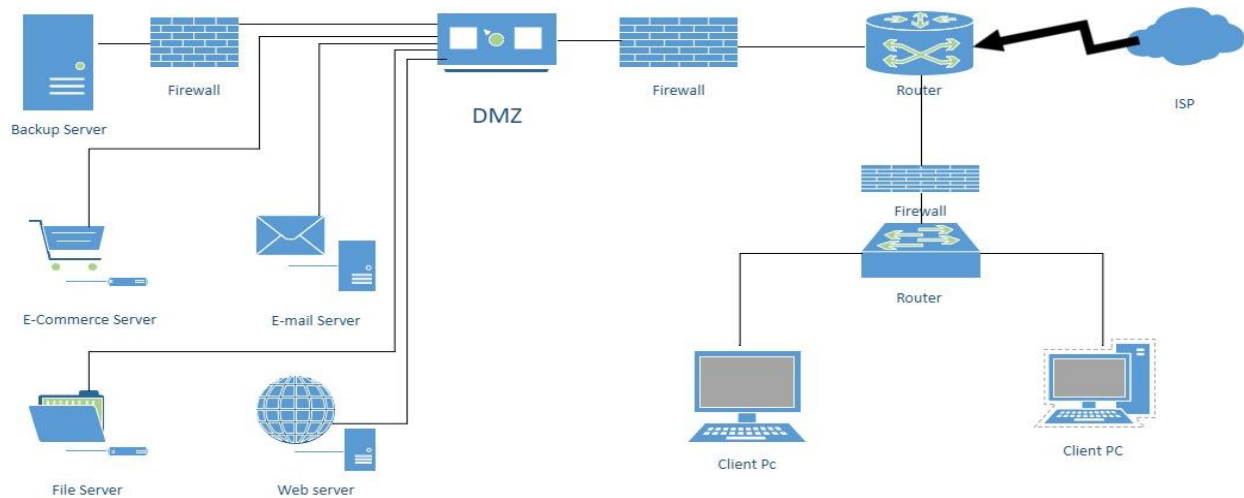 Firewall
Firewall
Router
ISP
Backup Server
DMZ
Firewall
E-Commerce Server
E-mail Server
Router
File Server
Web server
Client Pc
Client PC